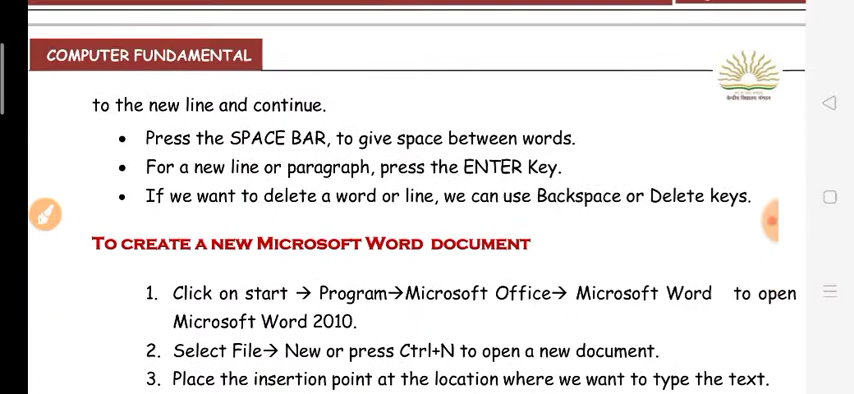 COMPUTER FUNDAMENTAL
केन्द्रीय विद्यालय संगठन
to the new line and continue.
• Press the SPACE BAR, to give space between words.
• For a new line or paragraph, press the ENTER Key.
• If we want to delete a word or line, we can use Backspace or Delete keys.
TO CREATE A NEW MICROSOFT WORD DOCUMENT
1. Click on start → Program→Microsoft Office→ Microsoft Word to open
Microsoft Word 2010.
2. Select File→ New or press Ctrl+N to open a new document.
3. Place the insertion point at the location where we want to type the text.